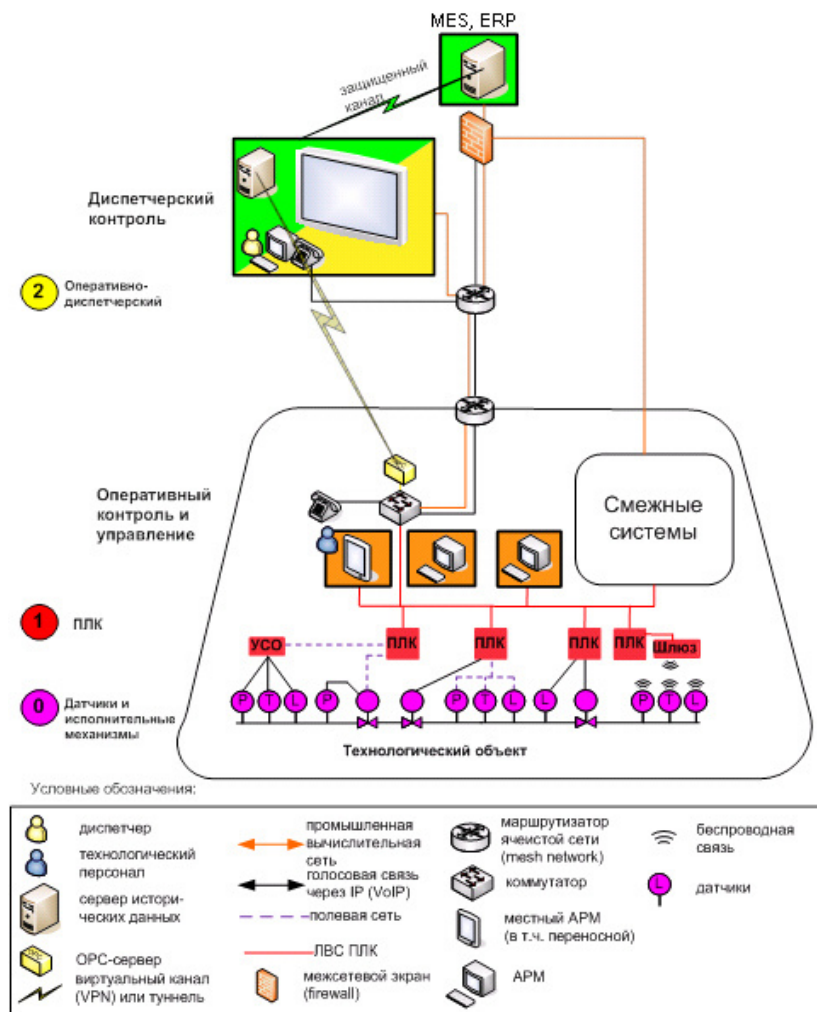 MES, ERP
защищенный
канал
Диспетчерский
контроль
2
Оперативно-
диспетчерский
Оперативный
контроль и
управление
Смежные
системы
1
ПЛК
УСО
ПЛК
ПЛК
ПЛК
ПЛК
Шлюз
0
Датчики и
исполнительные
механизмы
P
T
L
P
P
T
L
L
P
T
L
Технологический объект
Условные обозначения:
диспетчер
технологический
персонал
сервер истори-
ческих данных
OPC
OPC-сервер
виртуальный канал
(VPN) или туннель
промышленная
вычислительная
сеть
голосовая связь
через IP (VoIP)
полевая сеть
ЛВС ПЛК
межсетевой экран
(firewall)
маршрутизатор
ячеистой сети
(mesh network)
коммутатор
местный АРМ
(в т.ч. переносной)
АРМ
беспроводная
связь
L
датчики